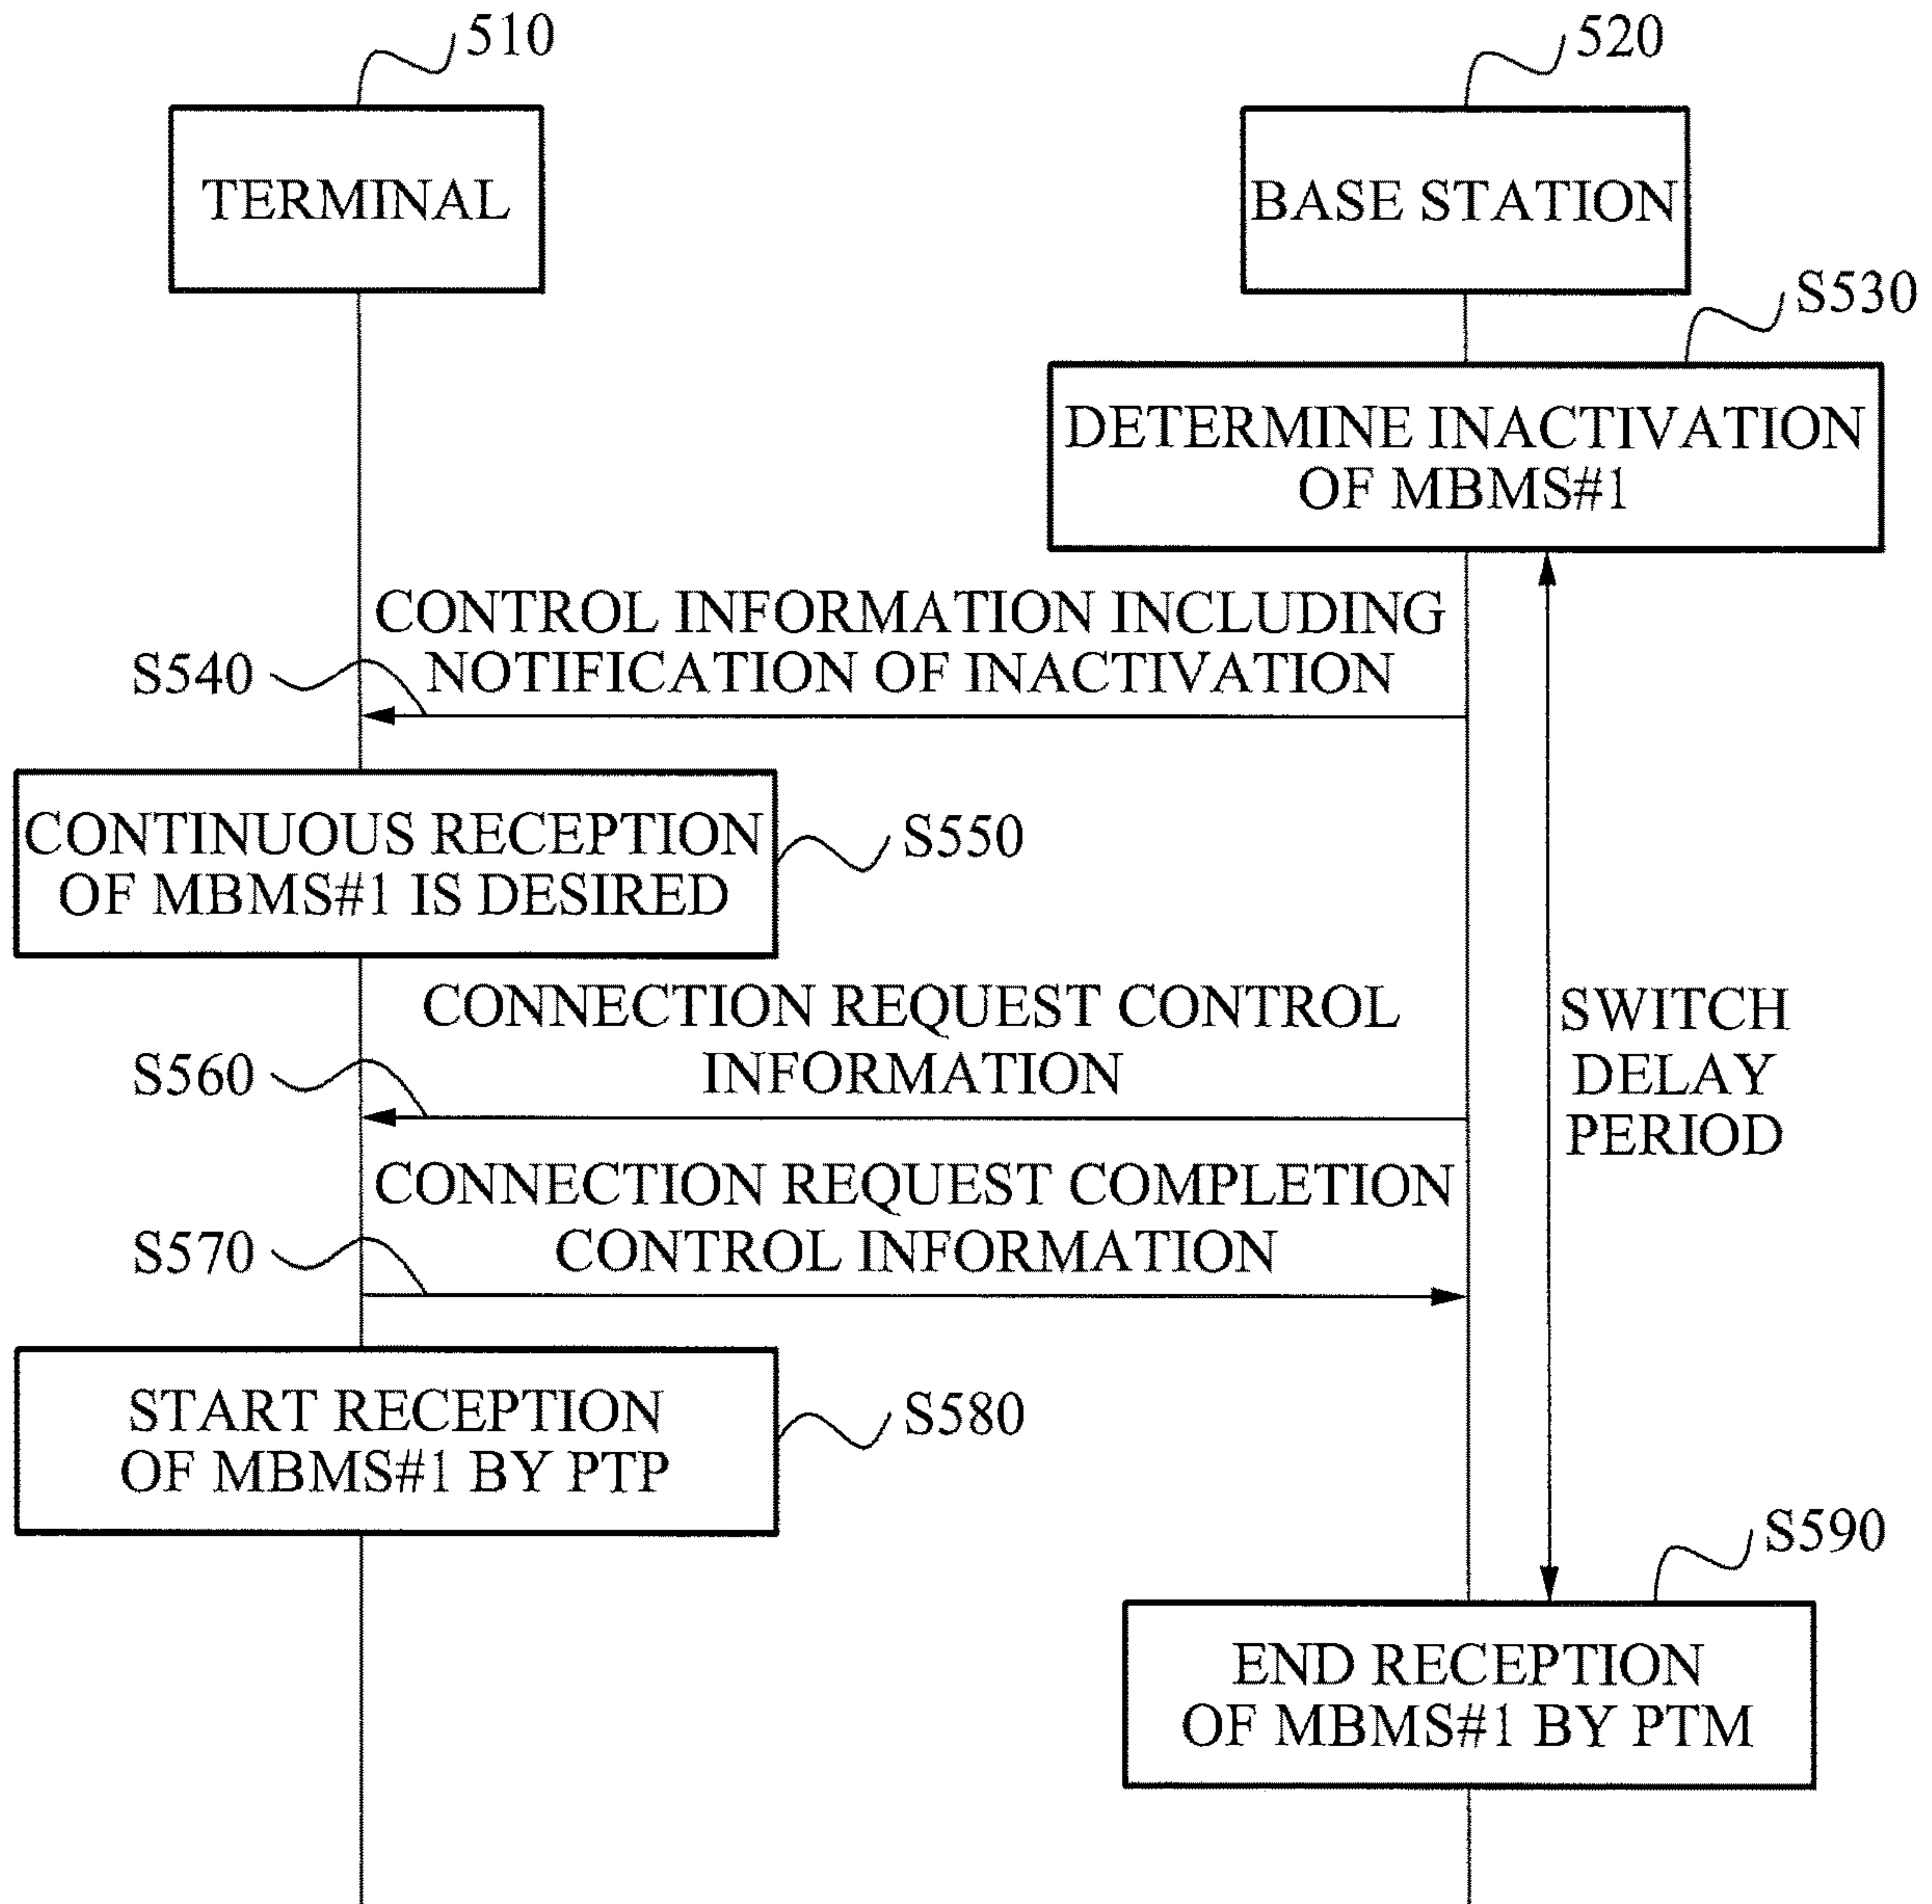 510
520
TERMINAL
BASE STATION
S530
DETERMINE INACTIVATION
OF MBMS#1
CONTROL INFORMATION INCLUDING
NOTIFICATION OF INACTIVATION
S540
CONTINUOUS RECEPTION
OF MBMS#1 IS DESIRED
S550
CONNECTION REQUEST CONTROL
INFORMATION
S560
SWITCH
DELAY
PERIOD
CONNECTION REQUEST COMPLETION
CONTROL INFORMATION
S570
START RECEPTION
OF MBMS#1 BY PTP
S580
S590
END RECEPTION
OF MBMS#1 BY PTM